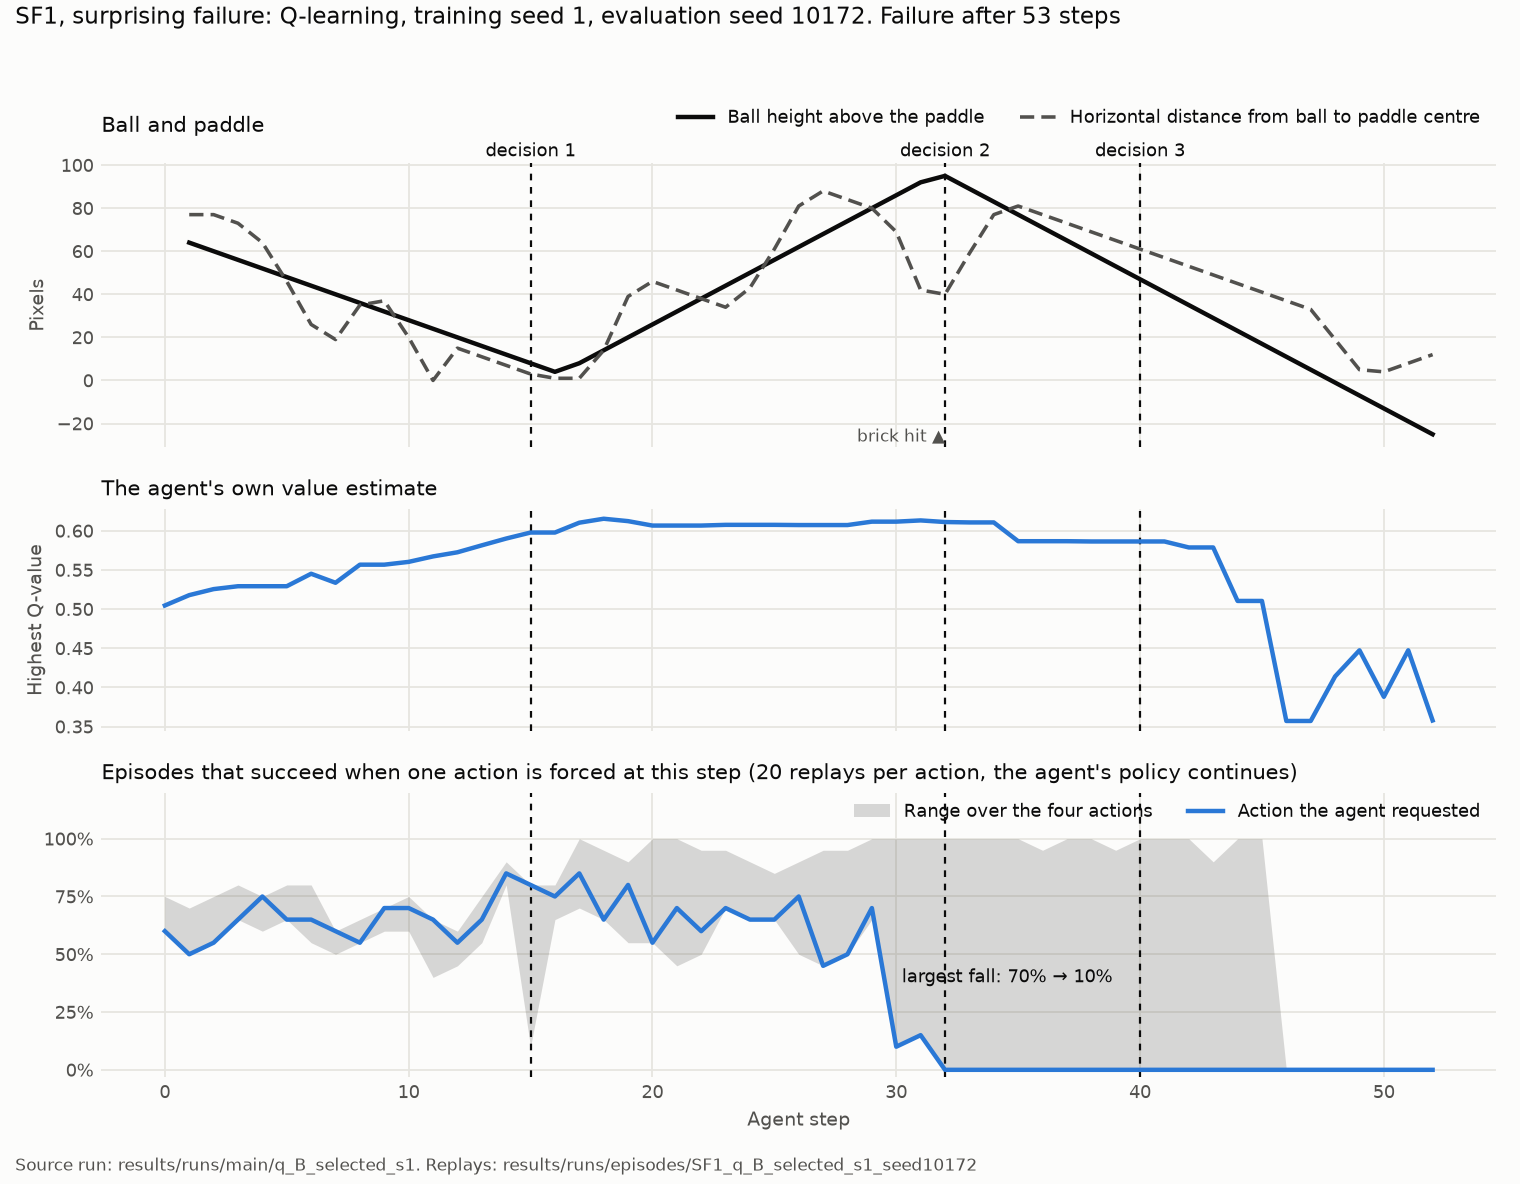 SF1, surprising failure: Q-learning, training seed 1, evaluation seed 10172. Failure after 53 steps
Ball and paddle
Ball height above the paddle
Horizontal distance from ball to paddle centre
decision 1
decision 2
decision 3
100
80
60
40
20
0
−20
Pixels
brick hit ▲
The agent's own value estimate
0.60
0.55
0.50
0.45
0.40
0.35
Highest Q-value
Episodes that succeed when one action is forced at this step (20 replays per action, the agent's policy continues)
Range over the four actions
Action the agent requested
100%
75%
50%
25%
0%
largest fall: 70% → 10%
0
10
20
30
40
50
Agent step
Source run: results/runs/main/q_B_selected_s1. Replays: results/runs/episodes/SF1_q_B_selected_s1_seed10172